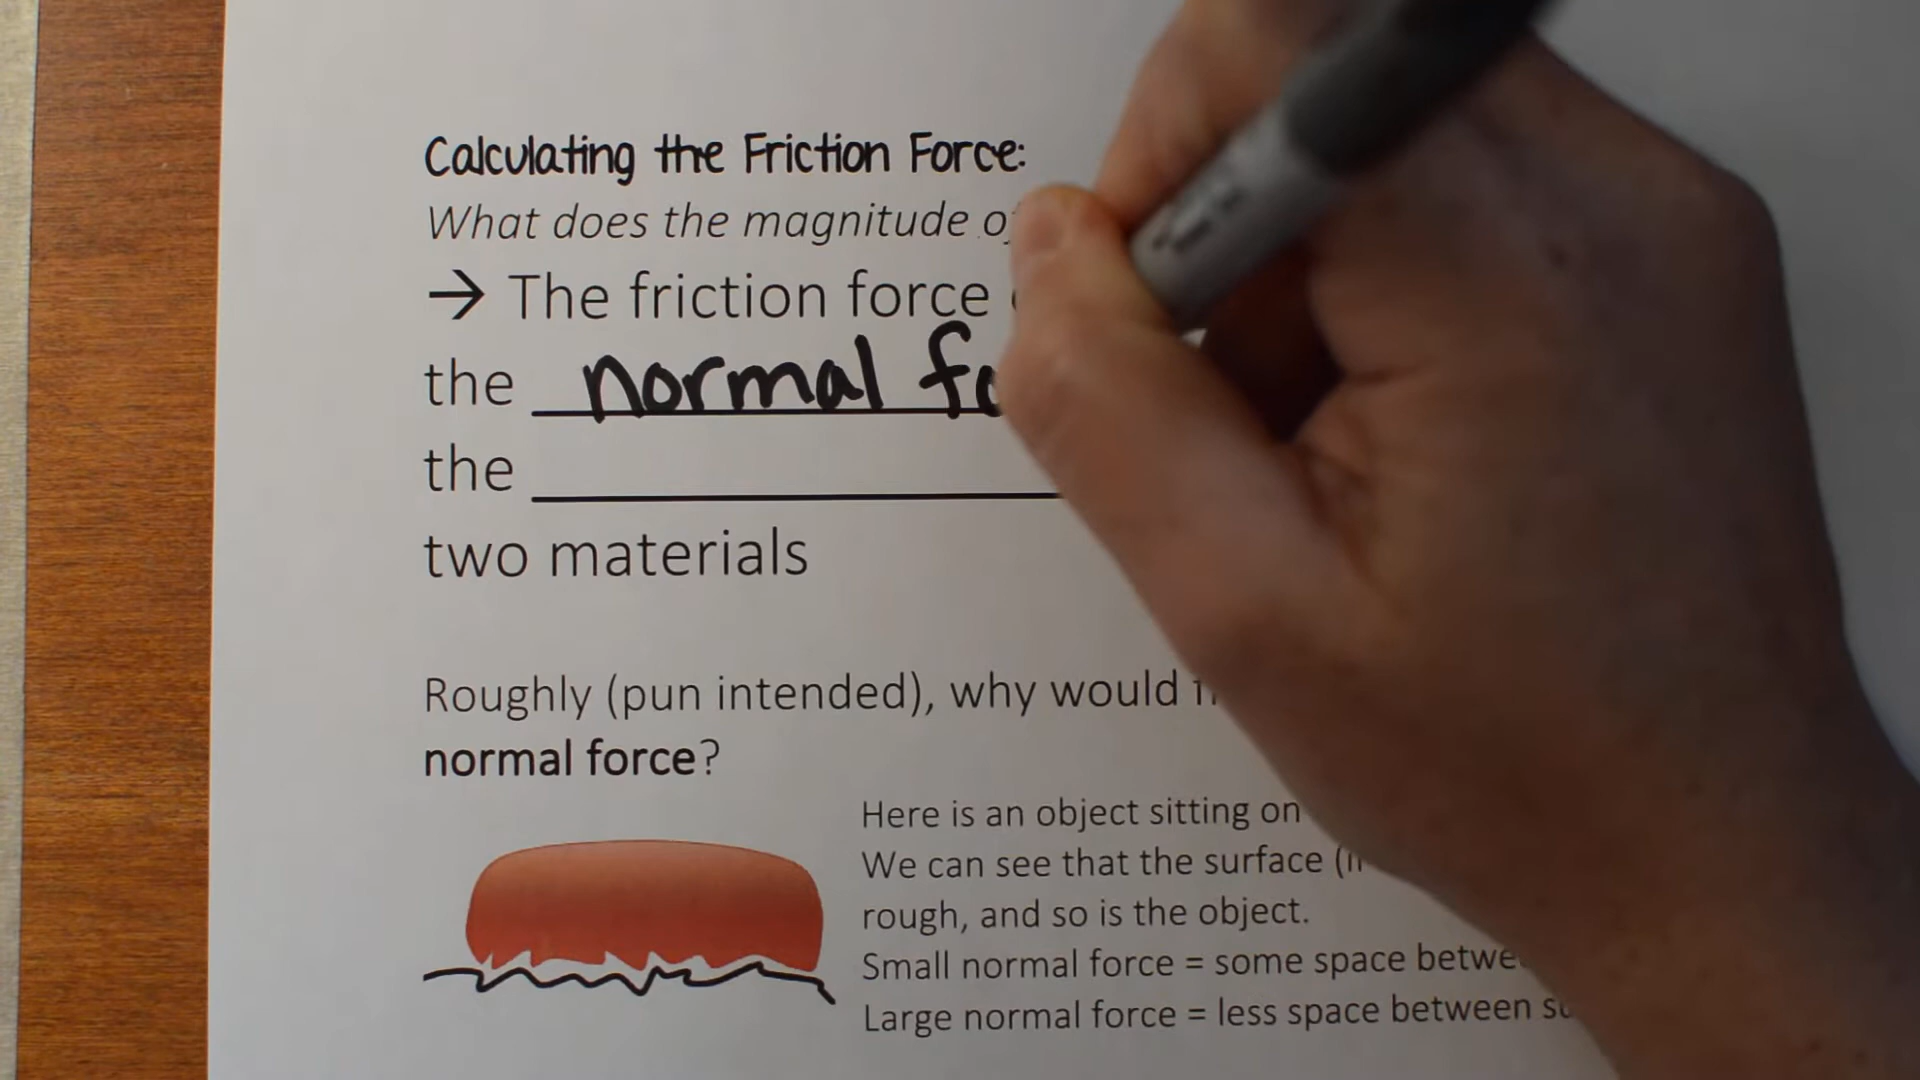 Calculating the Friction Force:
What does the magnitude
→ The friction force
the normal
the
two materials
Roughly (pun intended), why would
normal force?
Here is an object sitting on
We can see that the surface
rough, and so is the object.
Small normal force = some space
Large normal force = less space between